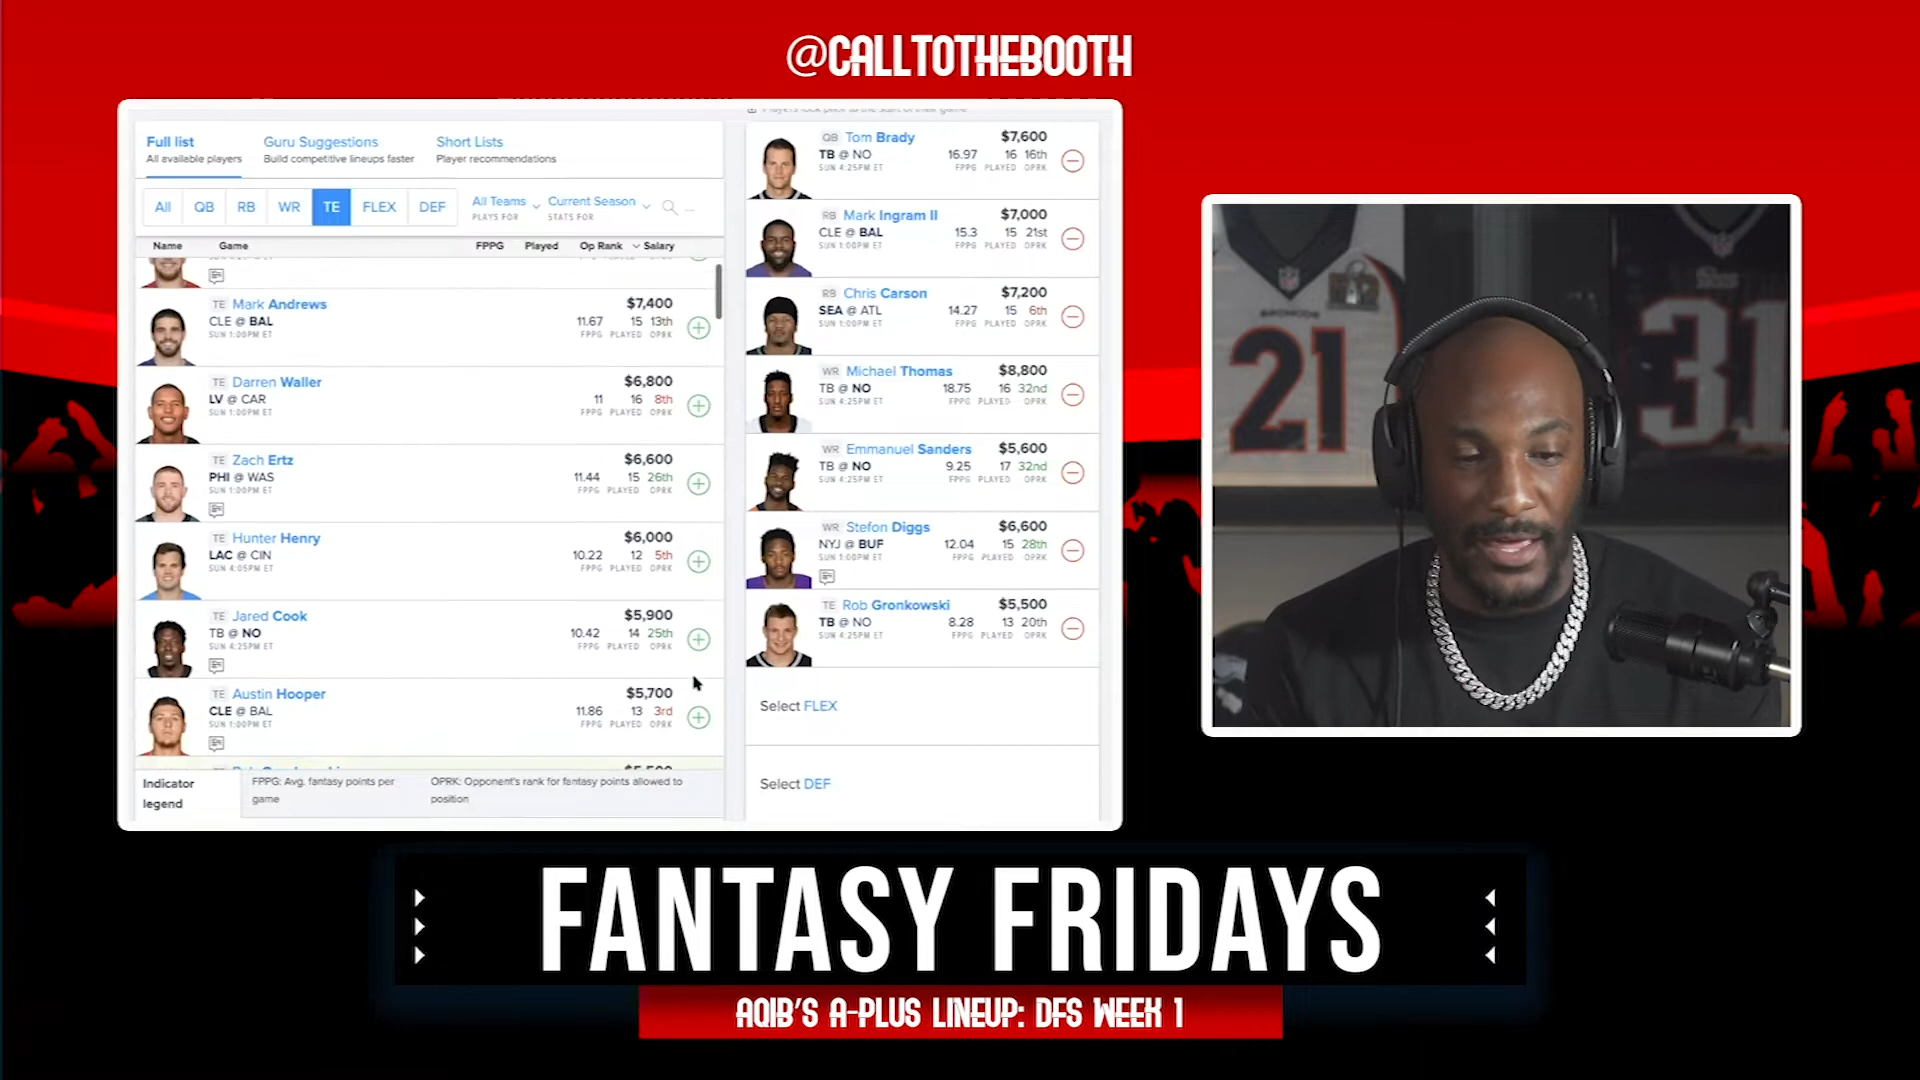 @CALLTOTHEBOOTH
Full list
All available players
Guru Suggestions
Build competitive lineups faster
Short Lists
Player recommendations
All QB RB WR TE FLEX DEF
All Teams
PLAYS FOR
Current Season
STATS FOR
Name Game FPPG Played Op Rank Salary
TE Mark Andrews $7,400
CLE @ BAL 11.67 15 13th
SUN 1:00PM ET FPPG PLAYED OPRK
TE Darren Waller $6,800
LV @ CAR 11 16 8th
SUN 1:00PM ET FPPG PLAYED OPRK
TE Zach Ertz $6,600
PHI @ WAS 11.44 15 26th
SUN 1:00PM ET FPPG PLAYED OPRK
TE Hunter Henry $6,000
LAC @ CIN 10.22 12 5th
SUN 4:05PM ET FPPG PLAYED OPRK
TE Jared Cook $5,900
TB @ NO 10.42 14 25th
SUN 4:25PM ET FPPG PLAYED OPRK
TE Austin Hooper $5,700
CLE @ BAL 11.86 13 3rd
SUN 1:00PM ET FPPG PLAYED OPRK
Indicator
legend
FPPG: Avg. fantasy points per
game
OPRK: Opponent's rank for fantasy points allowed to
position
QB Tom Brady $7,600
TB @ NO 16.97 16 16th
SUN 4:25PM ET FPPG PLAYED OPRK
RB Mark Ingram II $7,000
CLE @ BAL 15.3 15 21st
SUN 1:00PM ET FPPG PLAYED OPRK
RB Chris Carson $7,200
SEA @ ATL 14.27 15 6th
SUN 1:00PM ET FPPG PLAYED OPRK
WR Michael Thomas $8,800
TB @ NO 18.75 16 32nd
SUN 4:25PM ET FPPG PLAYED OPRK
WR Emmanuel Sanders $5,600
TB @ NO 9.25 17 32nd
SUN 4:25PM ET FPPG PLAYED OPRK
WR Stefon Diggs $6,600
NYJ @ BUF 12.04 15 28th
SUN 1:00PM ET FPPG PLAYED OPRK
TE Rob Gronkowski $5,500
TB @ NO 8.28 13 20th
SUN 4:25PM ET FPPG PLAYED OPRK
Select FLEX
Select DEF
BRONCOS
21
31
FANTASY FRIDAYS
AQIB'S A-PLUS LINEUP: DFS WEEK 1